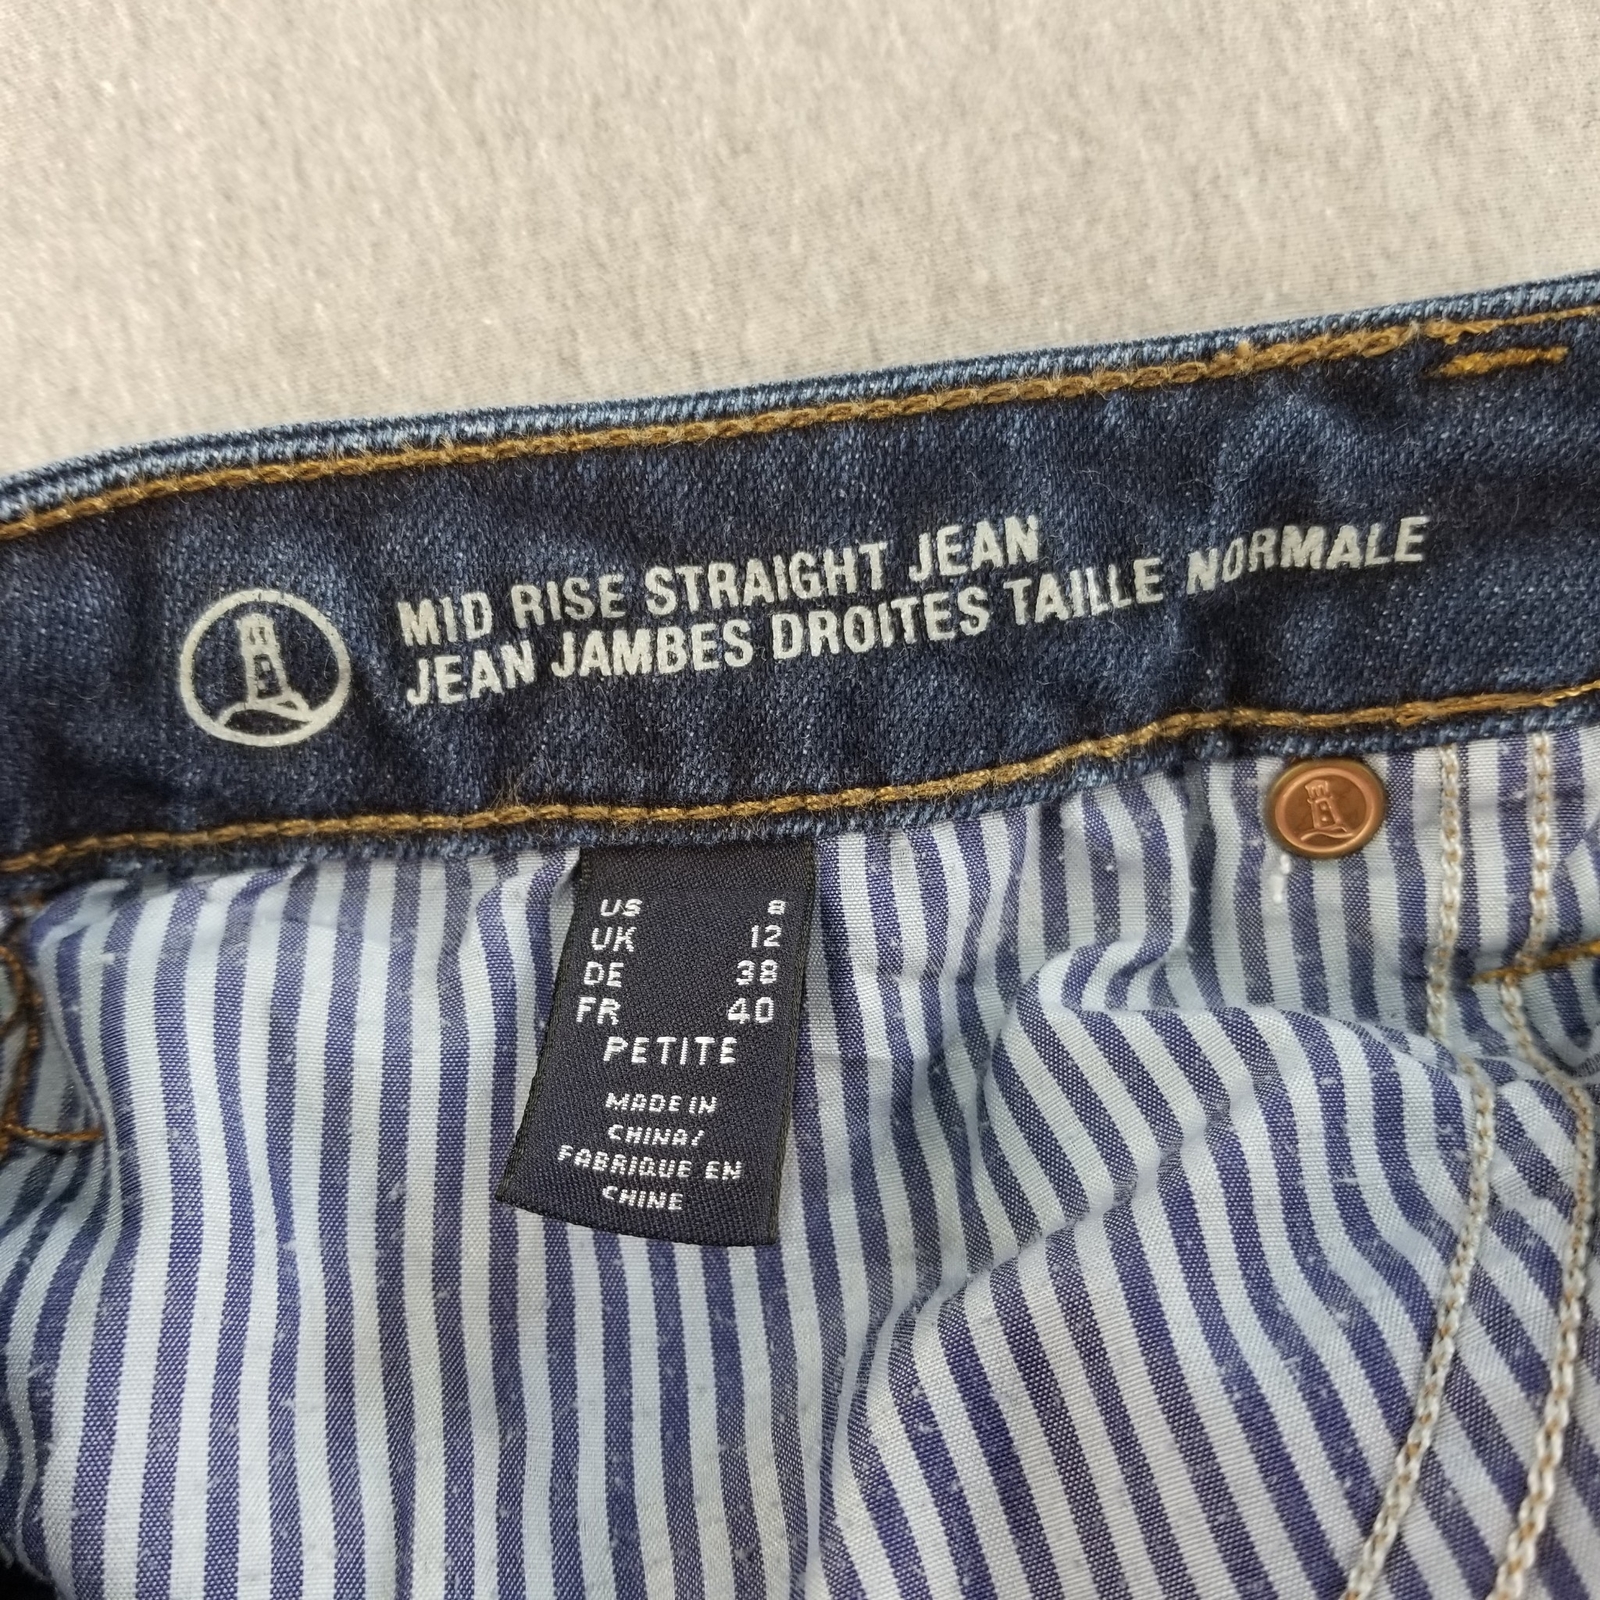 MID RISE STRAIGHT JEAN
JEAN JAMBES DROITES TAILLE NORMALE
US 8
UK 12
DE 38
FR 40
PETITE
MADE IN
CHINA/
FABRIQUE EN
CHINE